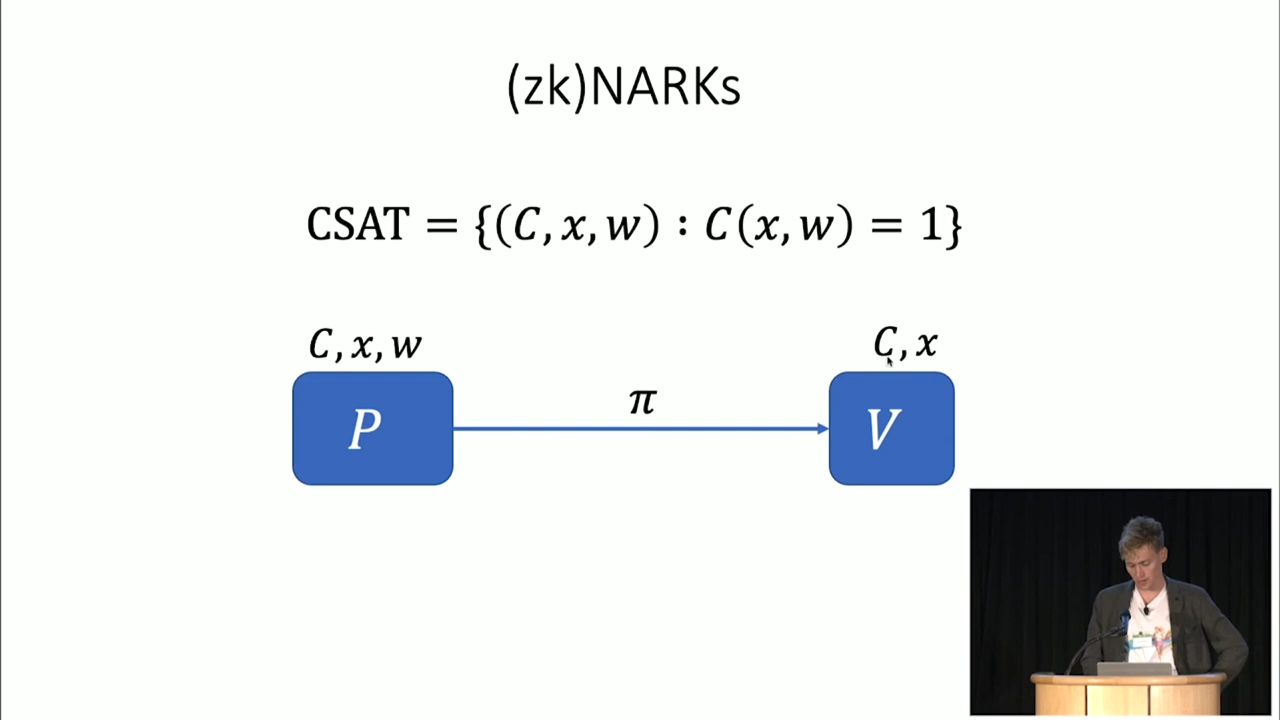 (zk)NARKs
CSAT = {(C, x, w) : C(x, w) = 1}
C, x, w
C, x
π
P
V